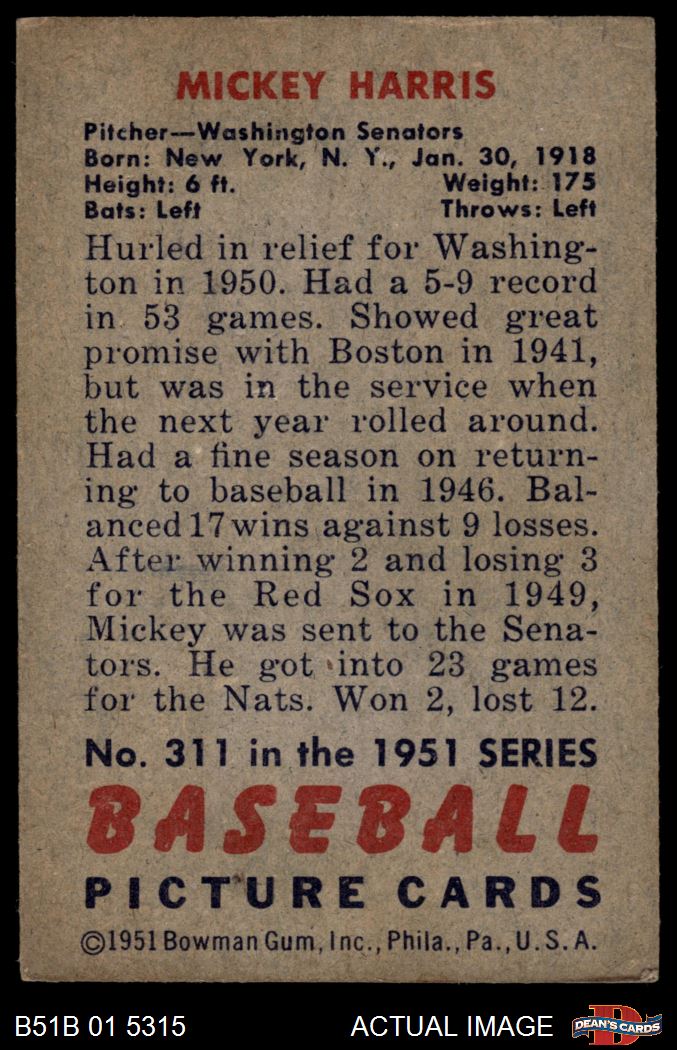 MICKEY HARRIS
Pitcher—Washington Senators
Born: New York, N. Y., Jan. 30, 1918
Height: 6 ft. Weight: 175
Bats: Left Throws: Left
Hurled in relief for Washing-
ton in 1950. Had a 5-9 record
in 53 games. Showed great
promise with Boston in 1941,
but was in the service when
the next year rolled around.
Had a fine season on return-
ing to baseball in 1946. Bal-
anced 17 wins against 9 losses.
After winning 2 and losing 3
for the Red Sox in 1949,
Mickey was sent to the Sena-
tors. He got into 23 games
for the Nats. Won 2, lost 12.
No. 311 in the 1951 SERIES
BASEBALL
PICTURE CARDS
©1951 Bowman Gum, Inc., Phila., Pa., U. S. A.
B51B 01 5315 ACTUAL IMAGE D DEAN'S CARDS